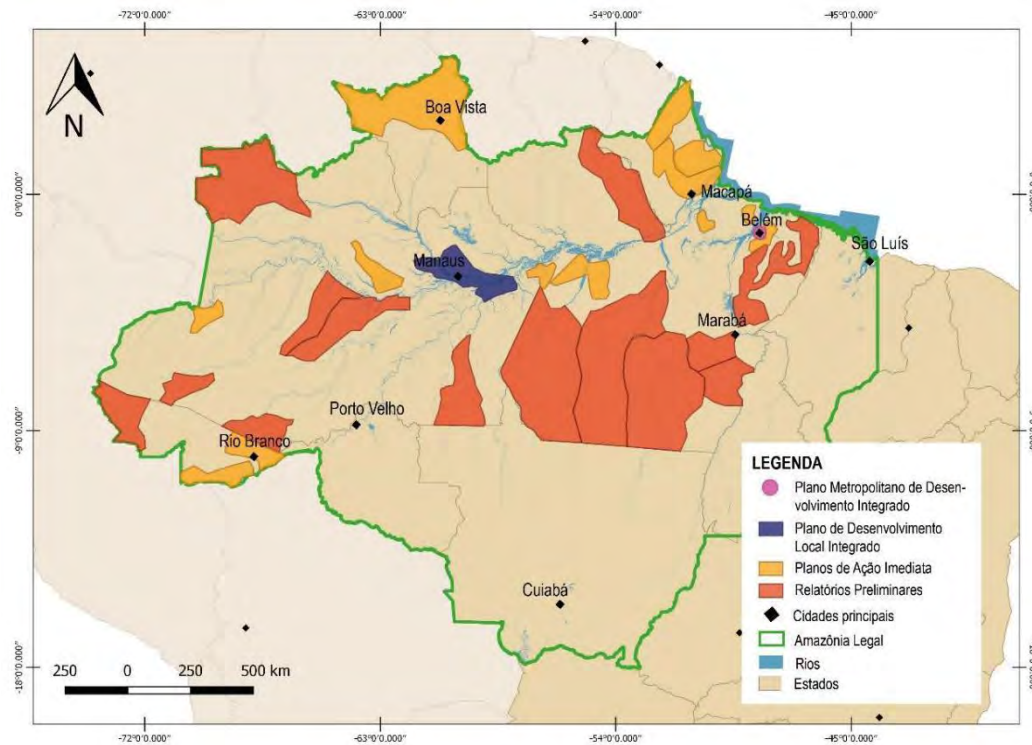 -72°0'0.000"
-63°0'0.000"
-54°0'0.000"
-45°0'0.000"
N
Boa Vista
0°0'0.000"
Macapá
Belém
São Luís
Manaus
Marabá
Porto Velho
Rio Branco
-9°0'0.000"
Cuiabá
-18°0'0.000"
250 0 250 500 km
LEGENDA
Plano Metropolitano de Desen-
volvimento Integrado
Plano de Desenvolvimento
Local Integrado
Planos de Ação Imediata
Relatórios Preliminares
Cidades principais
Amazônia Legal
Rios
Estados
-72°0'0.000"
-63°0'0.000"
-54°0'0.000"
-45°0'0.000"